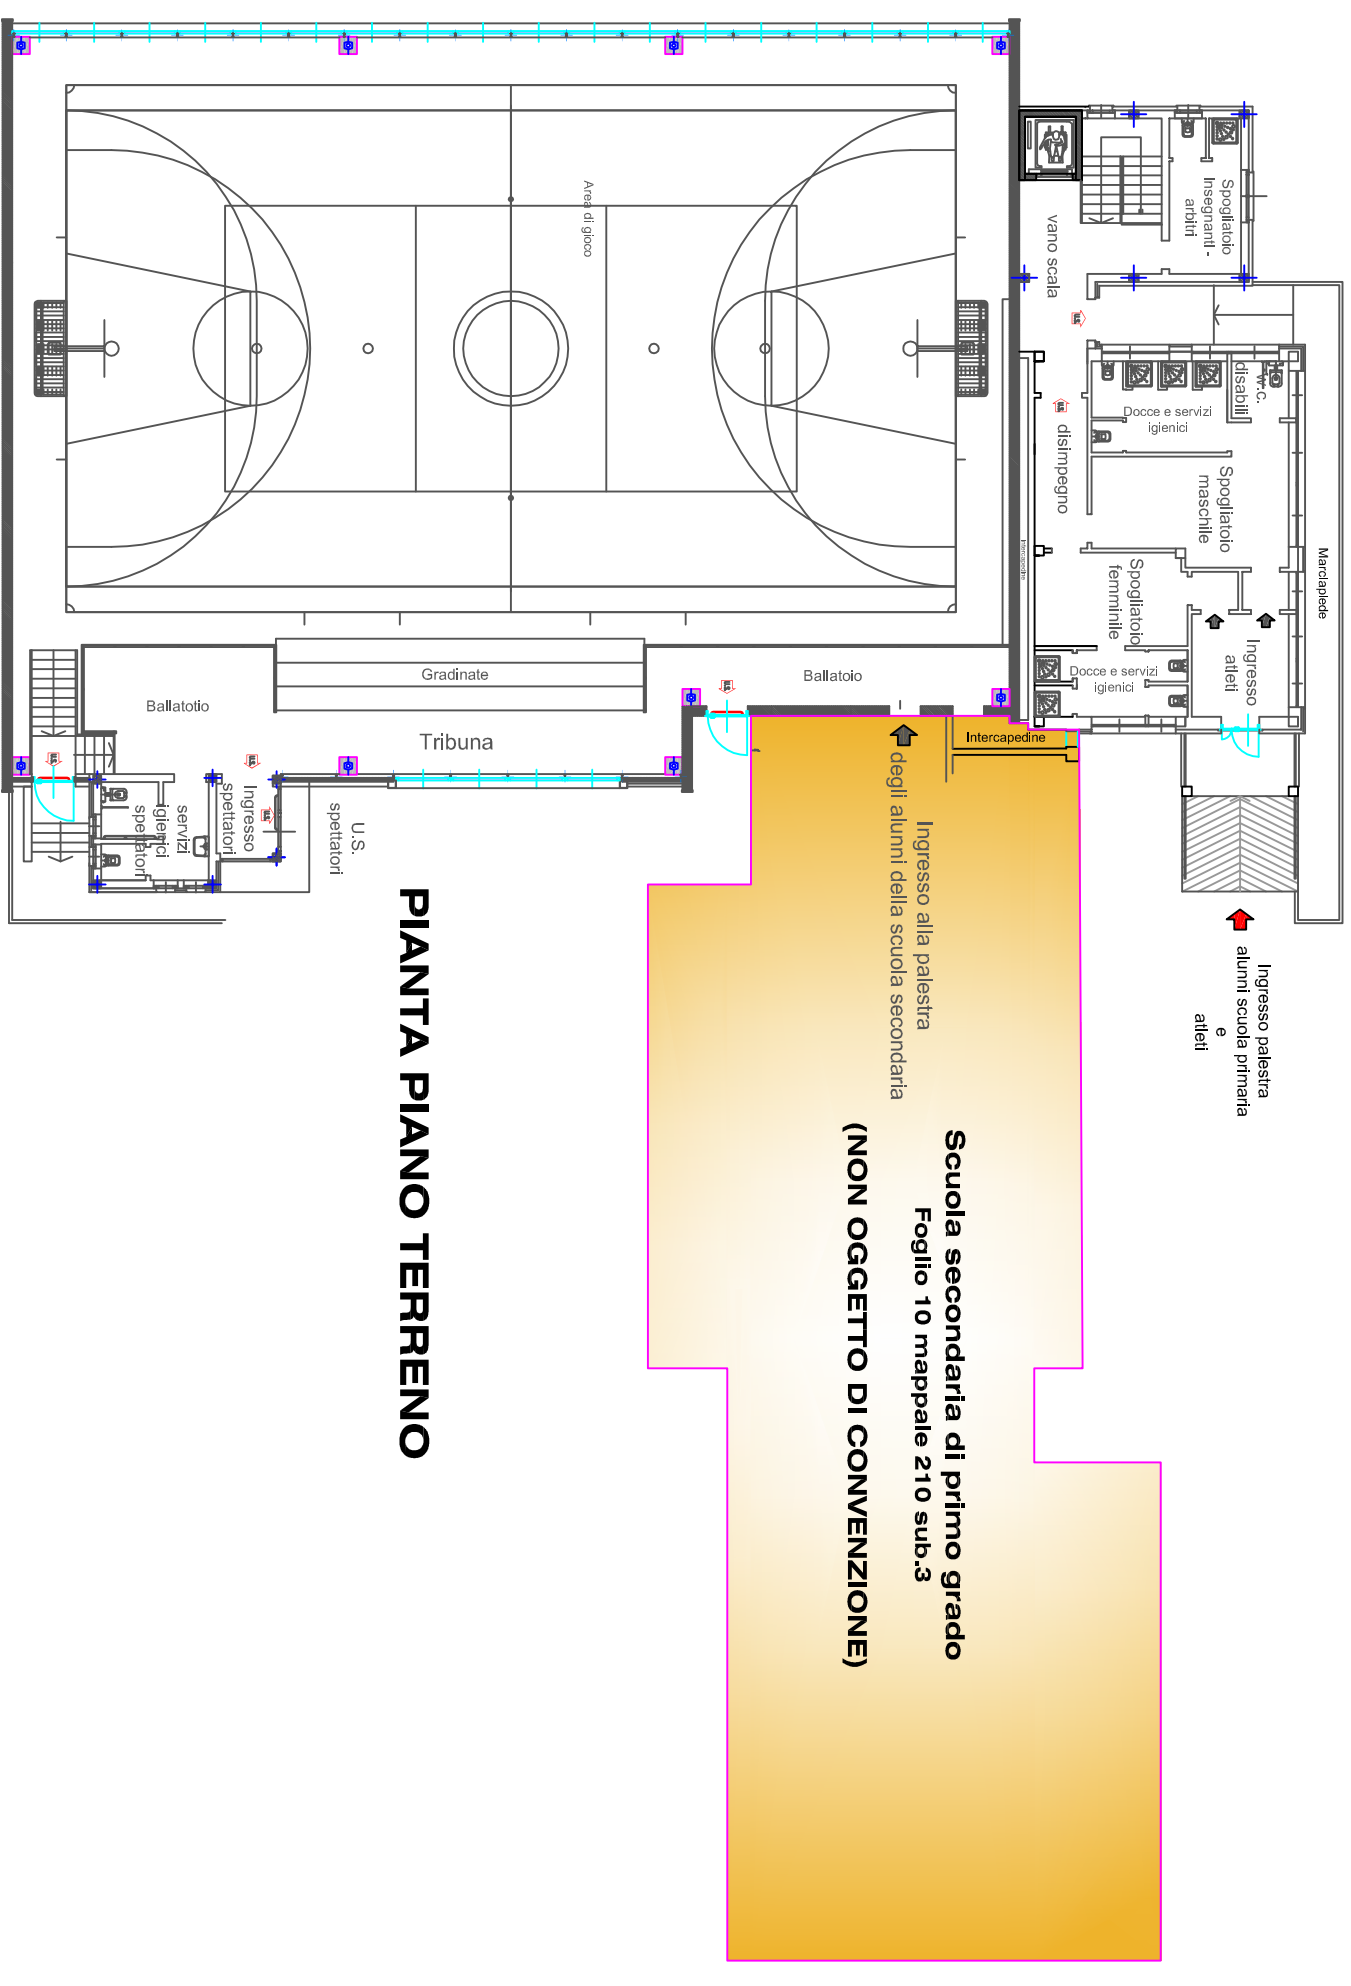 Area di gioco
Spogliatoio
Insegnanti -
arbitri
vano scala
U.S.
w.c.
disabili
Docce e servizi
igienici
U.S.
disimpegno
Spogliatoio
maschile
Marciapiede
Intercapedine
Spogliatoio
femminile
Docce e servizi
igienici
Ingresso
atleti
Gradinate
Ballatoio
Ballatotio
U.S.
Tribuna
Intercapedine
U.S.
U.S.
U.S.
Ingresso
spettatori
servizi
igienici
spettatori
U.S.
spettatori
Ingresso alla palestra
degli alunni della scuola secondaria
Ingresso palestra
alunni scuola primaria
e
atleti
PIANTA PIANO TERRENO
Scuola secondaria di primo grado
Foglio 10 mappale 210 sub.3
(NON OGGETTO DI CONVENZIONE)